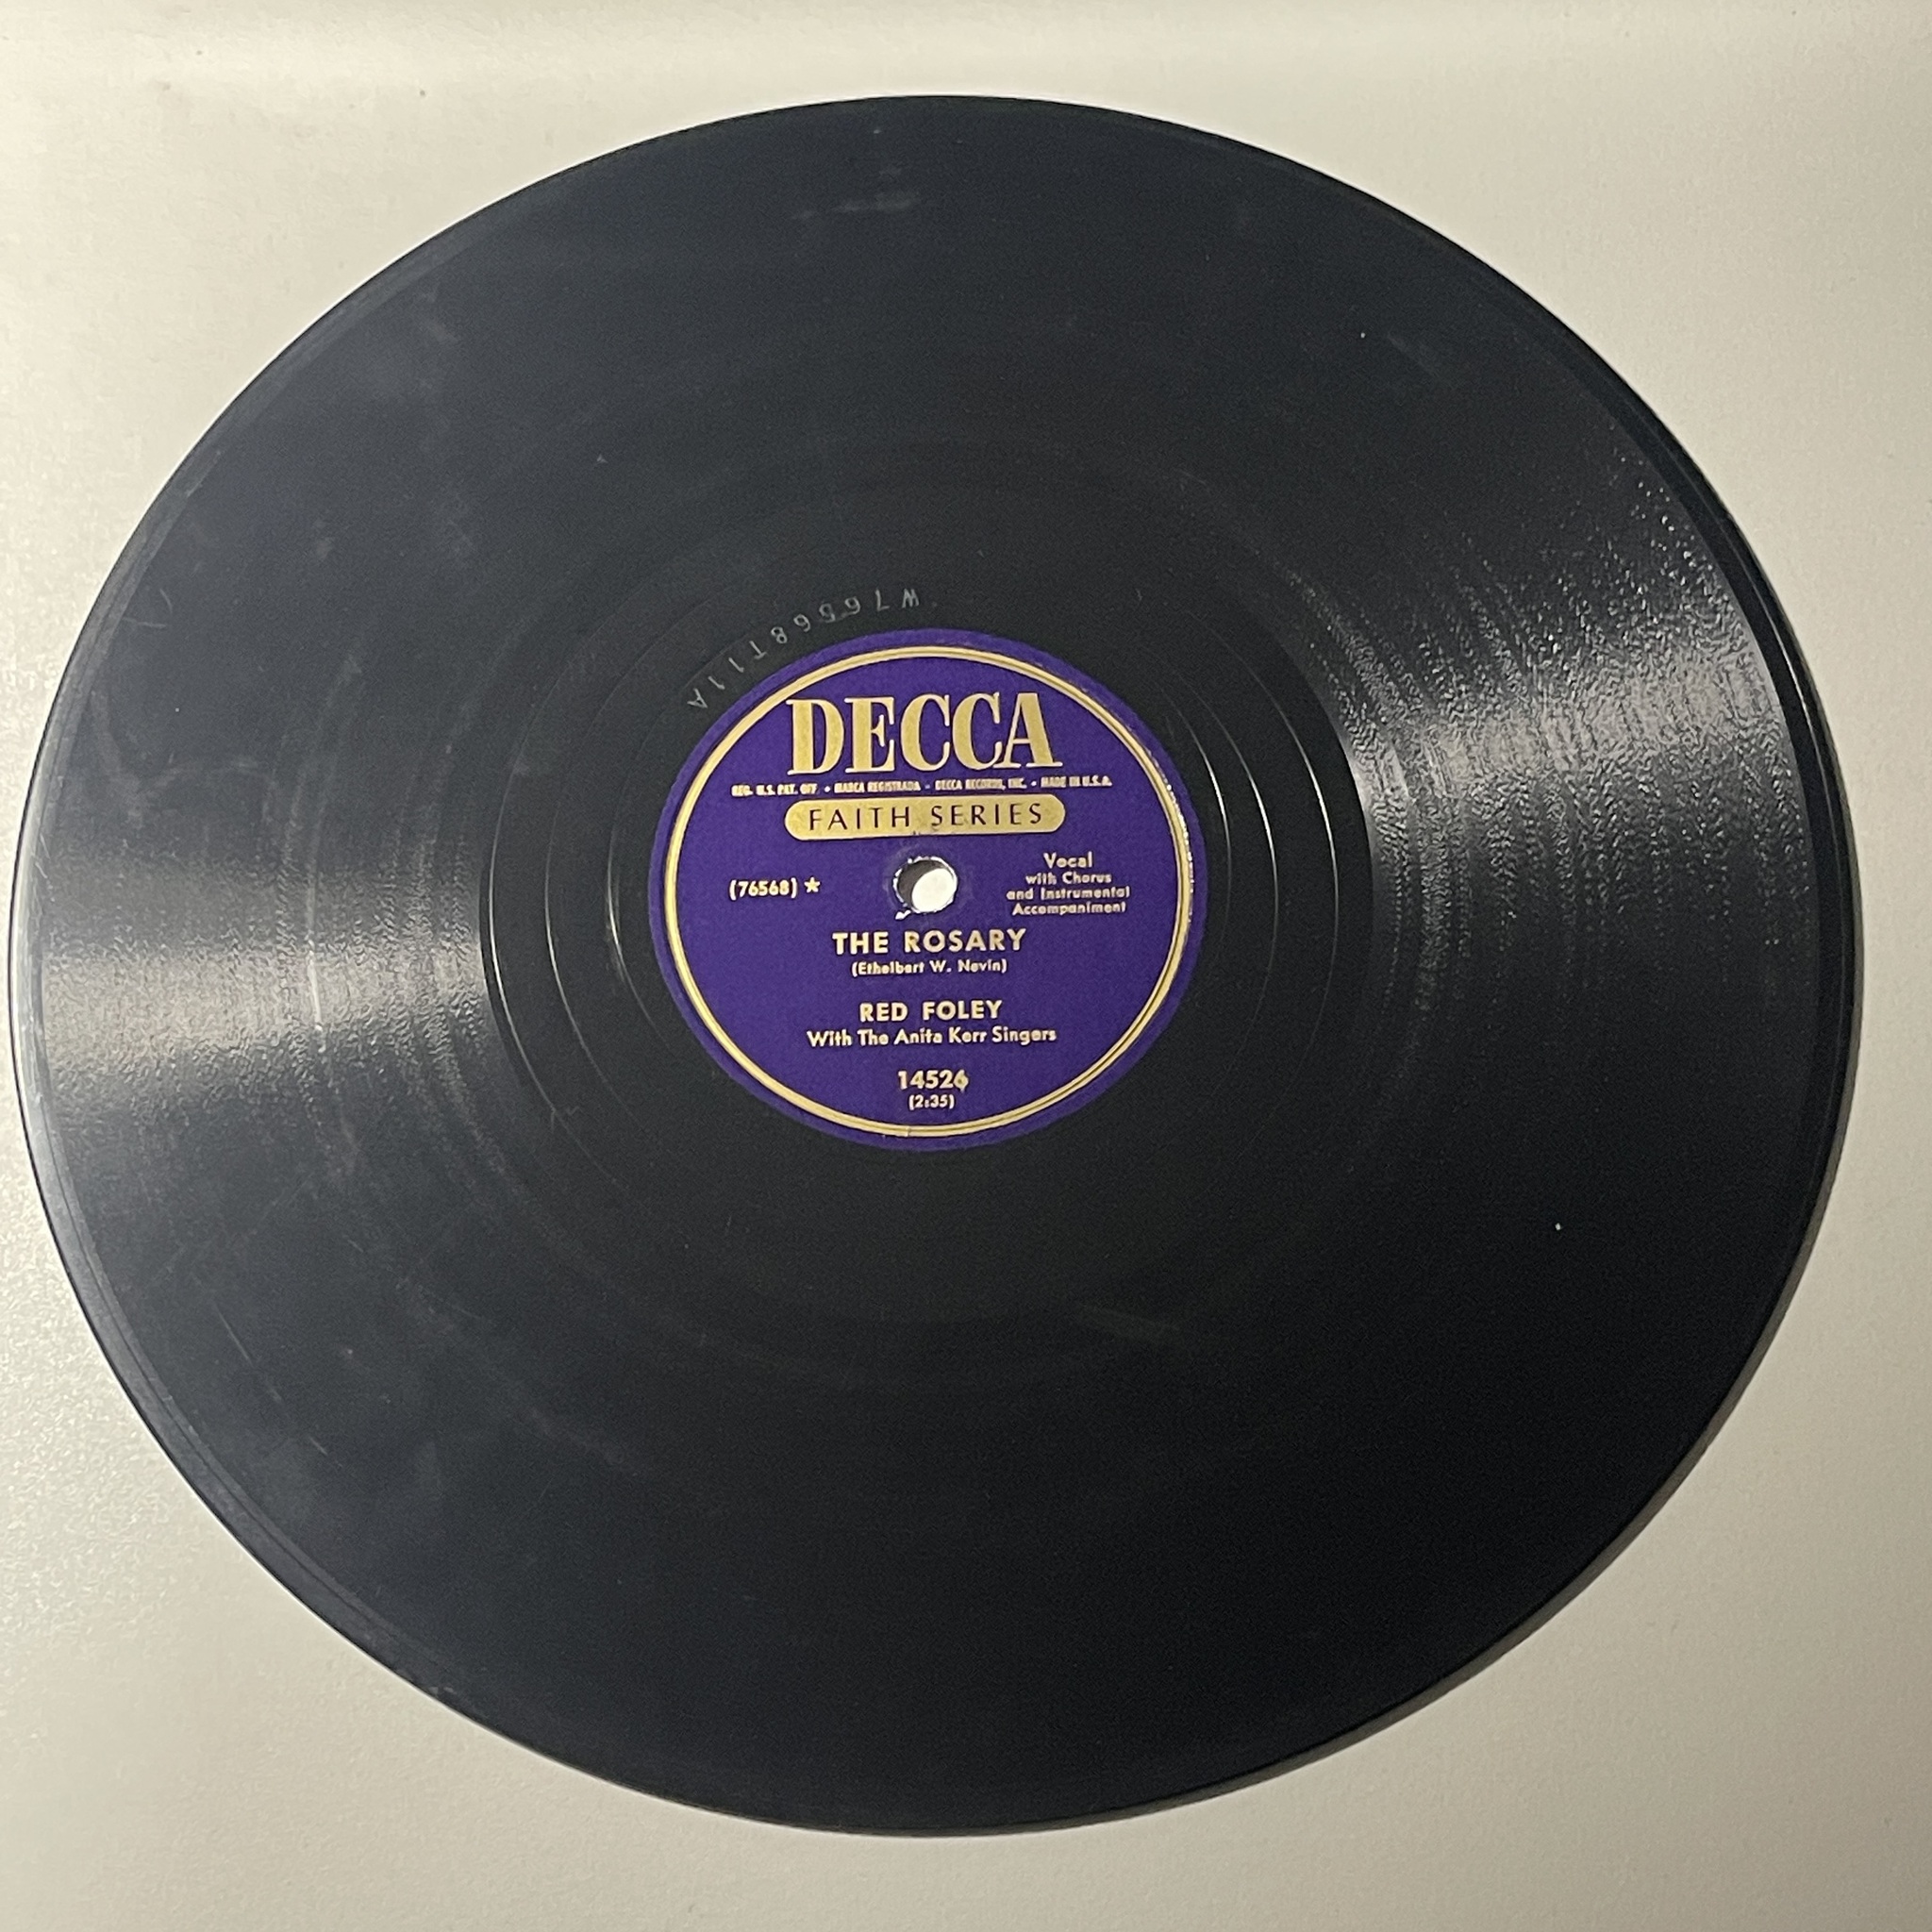 W76568T11A
DECCA
REG. U.S. PAT. OFF. • MARCA REGISTRADA • DECCA RECORDS, INC. • MADE IN U.S.A.
FAITH SERIES
(76568) ★
Vocal
with Chorus
and Instrumental
Accompaniment
THE ROSARY
(Ethelbert W. Nevin)
RED FOLEY
With The Anita Kerr Singers
14526
(2:35)